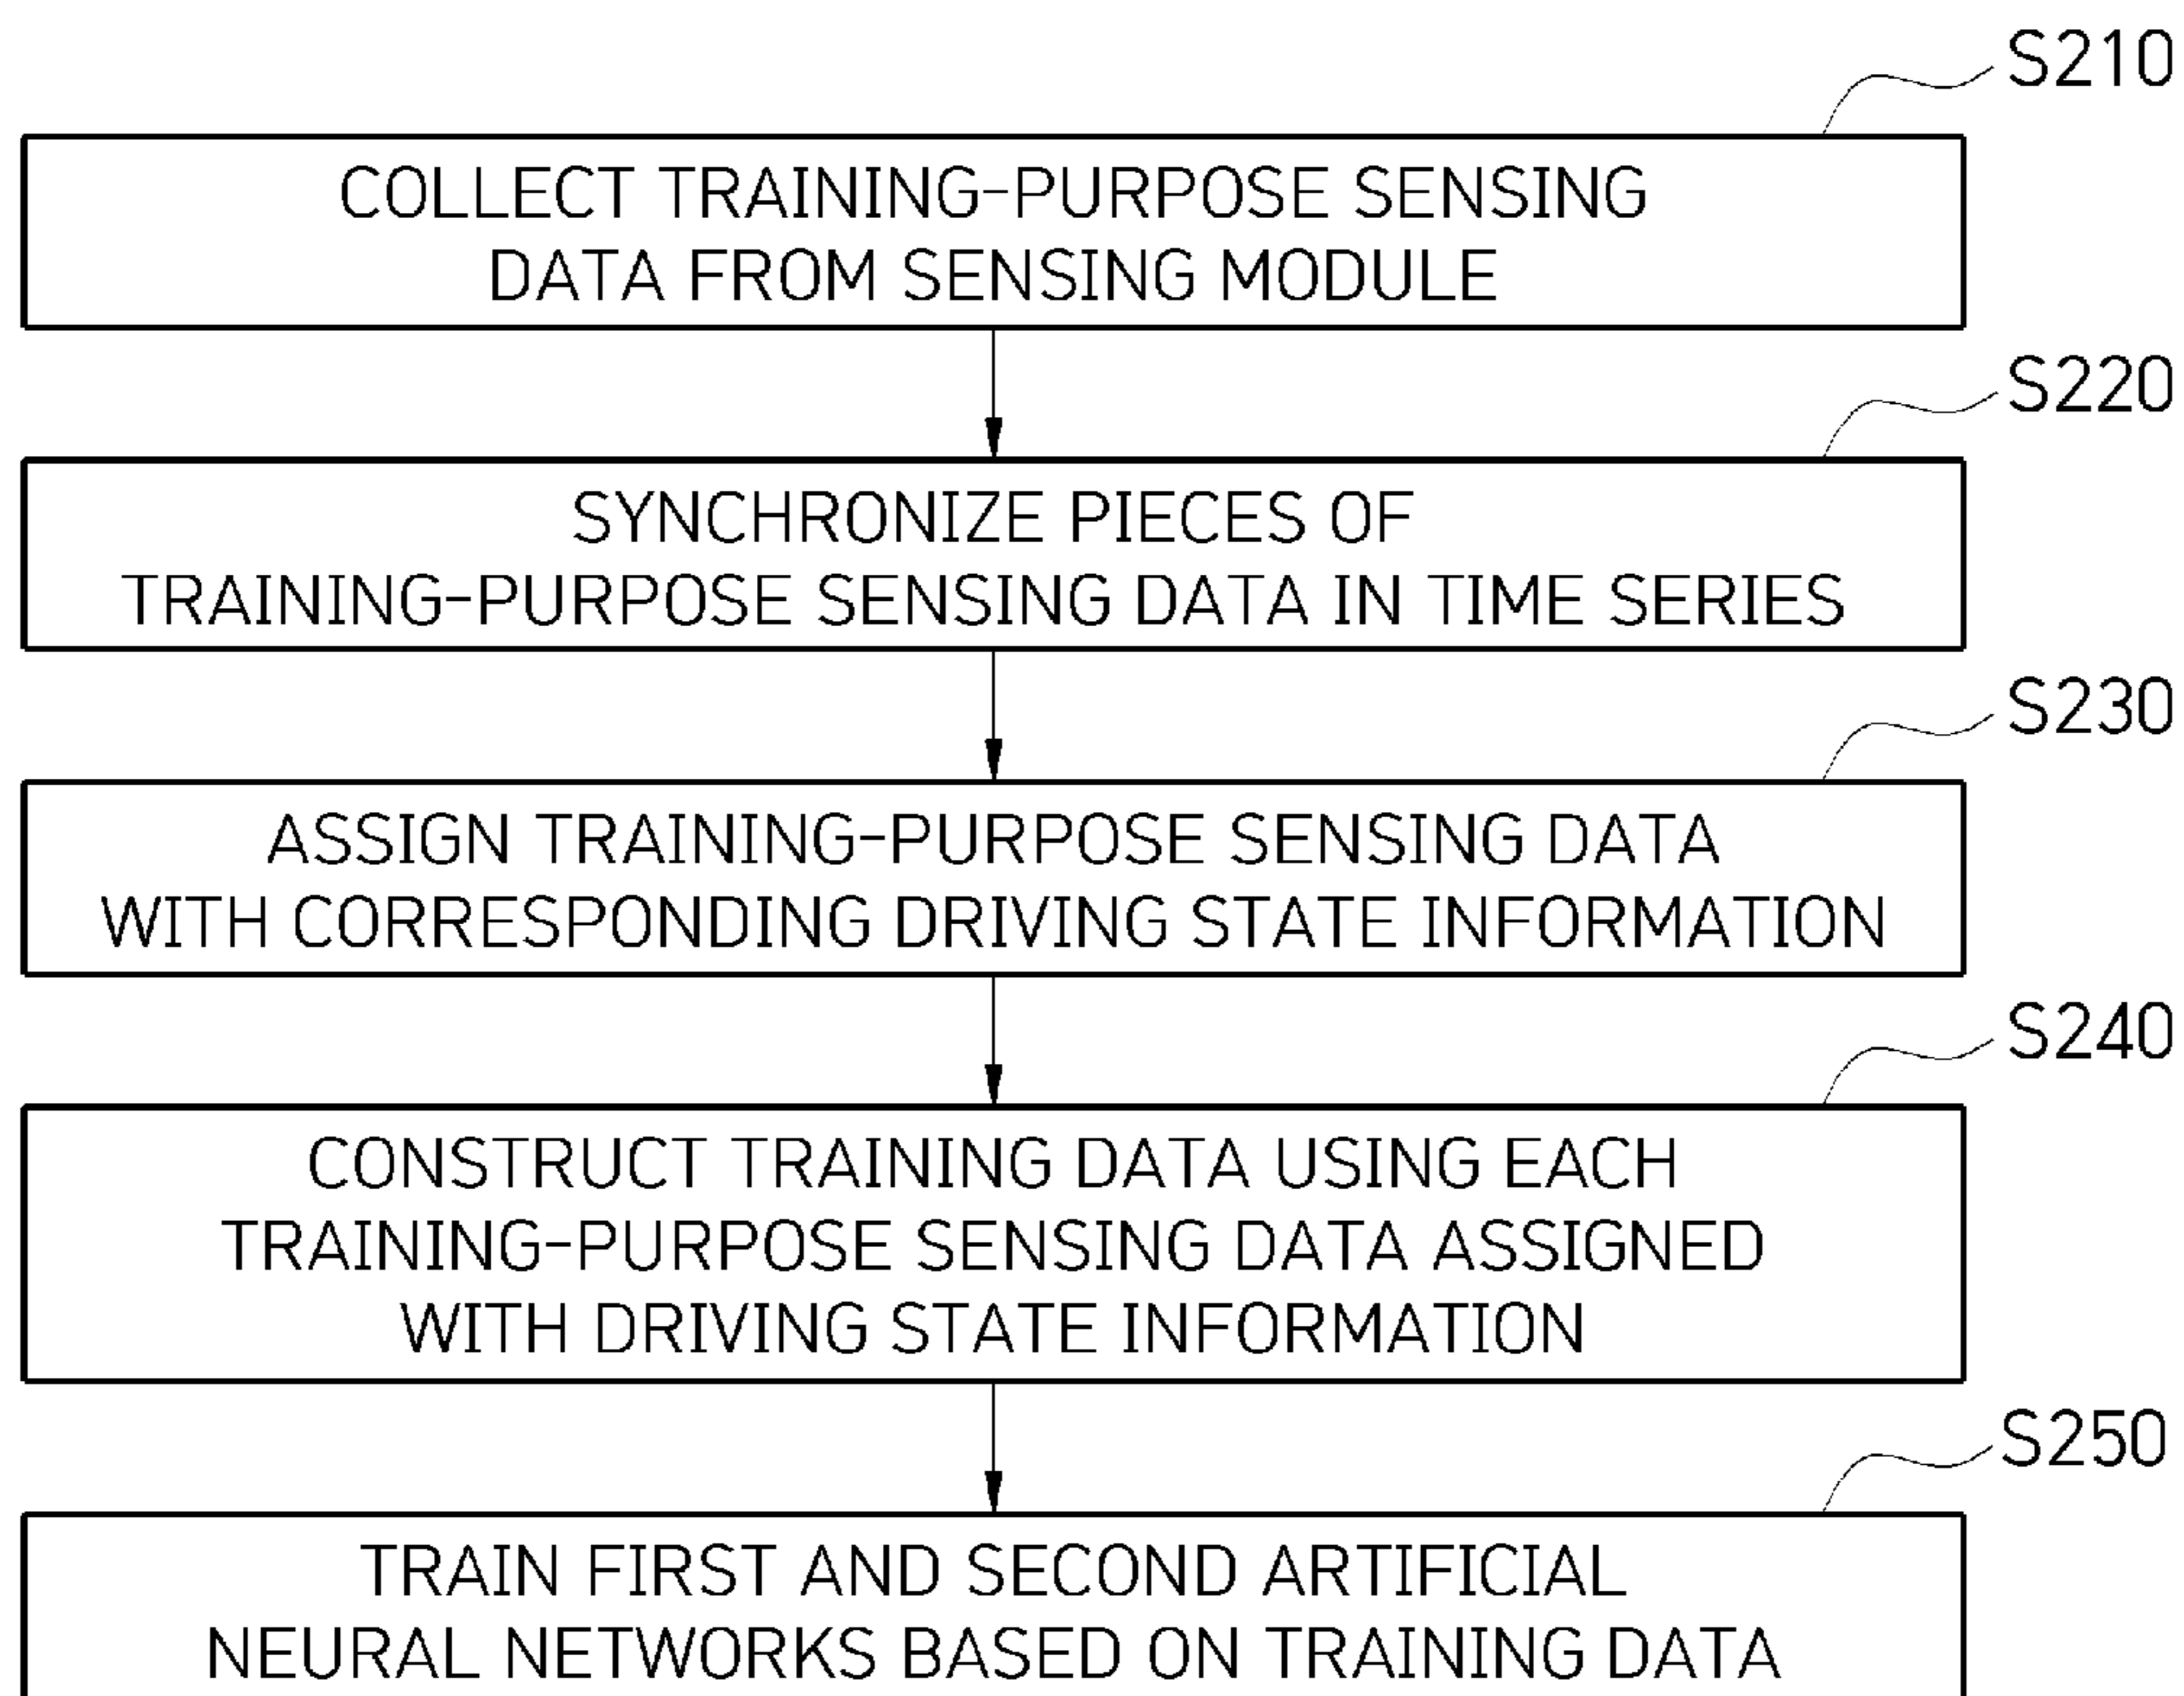 S210
COLLECT TRAINING-PURPOSE SENSING
DATA FROM SENSING MODULE
S220
SYNCHRONIZE PIECES OF
TRAINING-PURPOSE SENSING DATA IN TIME SERIES
S230
ASSIGN TRAINING-PURPOSE SENSING DATA
WITH CORRESPONDING DRIVING STATE INFORMATION
S240
CONSTRUCT TRAINING DATA USING EACH
TRAINING-PURPOSE SENSING DATA ASSIGNED
WITH DRIVING STATE INFORMATION
S250
TRAIN FIRST AND SECOND ARTIFICIAL
NEURAL NETWORKS BASED ON TRAINING DATA